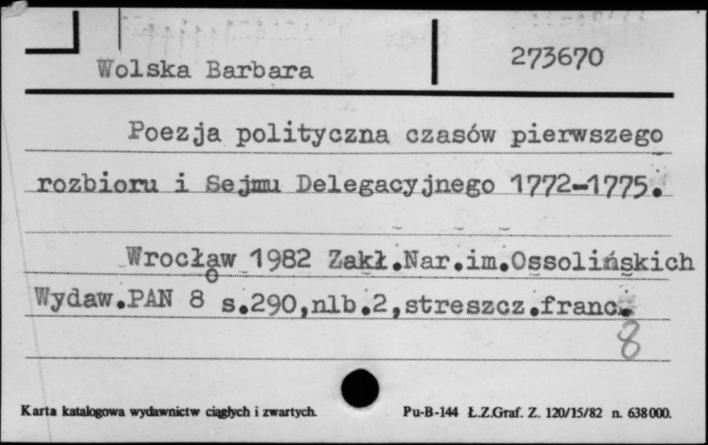 Wolska Barbara
273670
Poezja polityczna czasów pierwszego
rozbioru i Sejmu Delegacyjnego 1772-1775.
Wrocław 1982 Zakł.Nar.im.Ossolińskich
Wydaw.PAN 8° s.290,nlb.2,streszcz.franc.
8
Karta katalogowa wydawnictw ciągłych i zwartych.
Pu-B-144 Ł.Z.Graf. Z. 120/15/82 n. 638000.